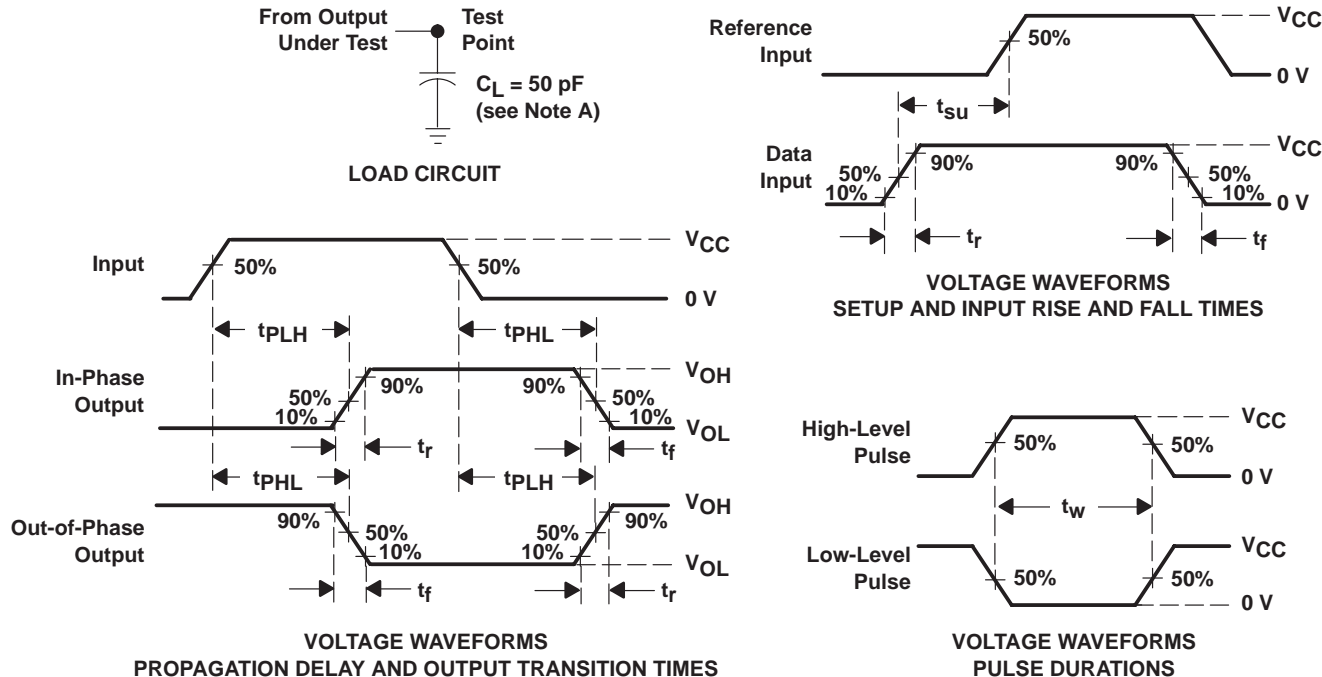 From Output
Under Test
Test
Point
CL = 50 pF
(see Note A)
LOAD CIRCUIT
Reference
Input
50%
VCC
0 V
tsu
Data
Input
50%
10%
90%
90%
50%
10%
VCC
0 V
tr
tf
VOLTAGE WAVEFORMS
SETUP AND INPUT RISE AND FALL TIMES
Input
50%
50%
VCC
0 V
tPLH
tPHL
In-Phase
Output
50%
10%
90%
90%
50%
10%
VOH
VOL
tr
tf
tPHL
tPLH
Out-of-Phase
Output
90%
50%
10%
50%
10%
90%
VOH
VOL
tf
tr
VOLTAGE WAVEFORMS
PROPAGATION DELAY AND OUTPUT TRANSITION TIMES
High-Level
Pulse
50%
50%
VCC
0 V
tw
Low-Level
Pulse
50%
50%
VCC
0 V
VOLTAGE WAVEFORMS
PULSE DURATIONS